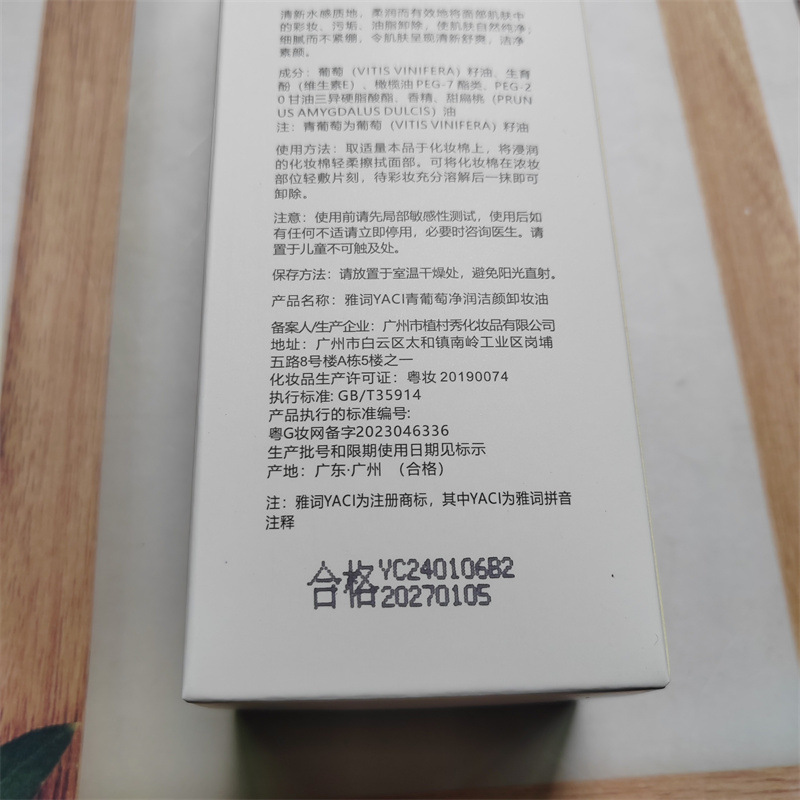 清新水感质地，柔润而有效地将面部肌肤中
的彩妆、污垢、油脂卸除，使肌肤自然纯净，
细腻而不紧绷，令肌肤呈现清新舒爽，洁净
素颜。
成分：葡萄（VITIS VINIFERA）籽油、生育
酚（维生素E）、橄榄油PEG-7 酯类、PEG-2
0 甘油三异硬脂酸酯、香精、甜扁桃（PRUN
US AMYGDALUS DULCIS）油
注：青葡萄为葡萄（VITIS VINIFERA）籽油
使用方法：取适量本品于化妆棉上，将浸润
的化妆棉轻柔擦拭面部。可将化妆棉在浓妆
部位轻敷片刻，待彩妆充分溶解后一抹即可
卸除。
注意：使用前请先局部敏感性测试，使用后如
有任何不适请立即停用，必要时咨询医生。请
置于儿童不可触及处。
保存方法：请放置于室温干燥处，避免阳光直射。
产品名称：雅词YACI青葡萄净润洁颜卸妆油
备案人/生产企业：广州市植村秀化妆品有限公司
地址：广州市白云区太和镇南岭工业区岗埔
五路8号楼A栋5楼之一
化妆品生产许可证：粤妆 20190074
执行标准: GB/T35914
产品执行的标准编号:
粤G妆网备字2023046336
生产批号和限期使用日期见标示
产地：广东·广州 （合格）
注：雅词YACI为注册商标，其中YACI为雅词拼音
注释
合格 YC240106B2
20270105